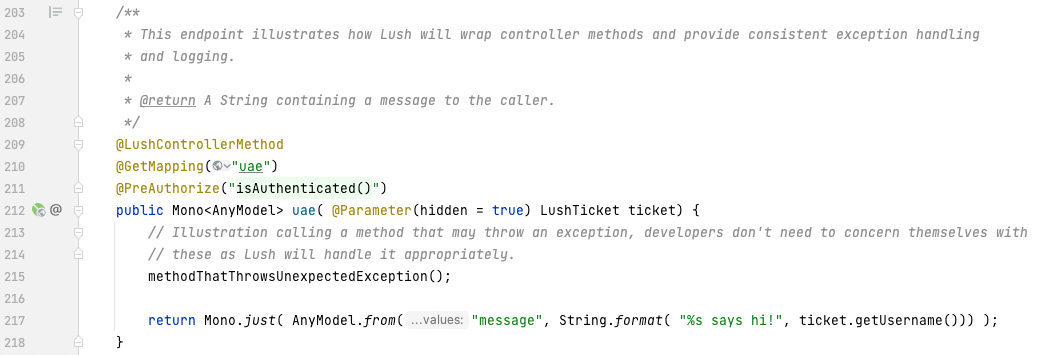 203 /**
204 * This endpoint illustrates how Lush will wrap controller methods and provide consistent exception handling
205 * and logging.
206 *
207 * @return A String containing a message to the caller.
208 */
209 @LushControllerMethod
210 @GetMapping("uae")
211 @PreAuthorize("isAuthenticated()")
212 @ public Mono<AnyModel> uae( @Parameter(hidden = true) LushTicket ticket) {
213 // Illustration calling a method that may throw an exception, developers don't need to concern themselves with
214 // these as Lush will handle it appropriately.
215 methodThatThrowsUnexpectedException();
216
217 return Mono.just( AnyModel.from( ...values: "message", String.format( "%s says hi!", ticket.getUsername())) );
218 }